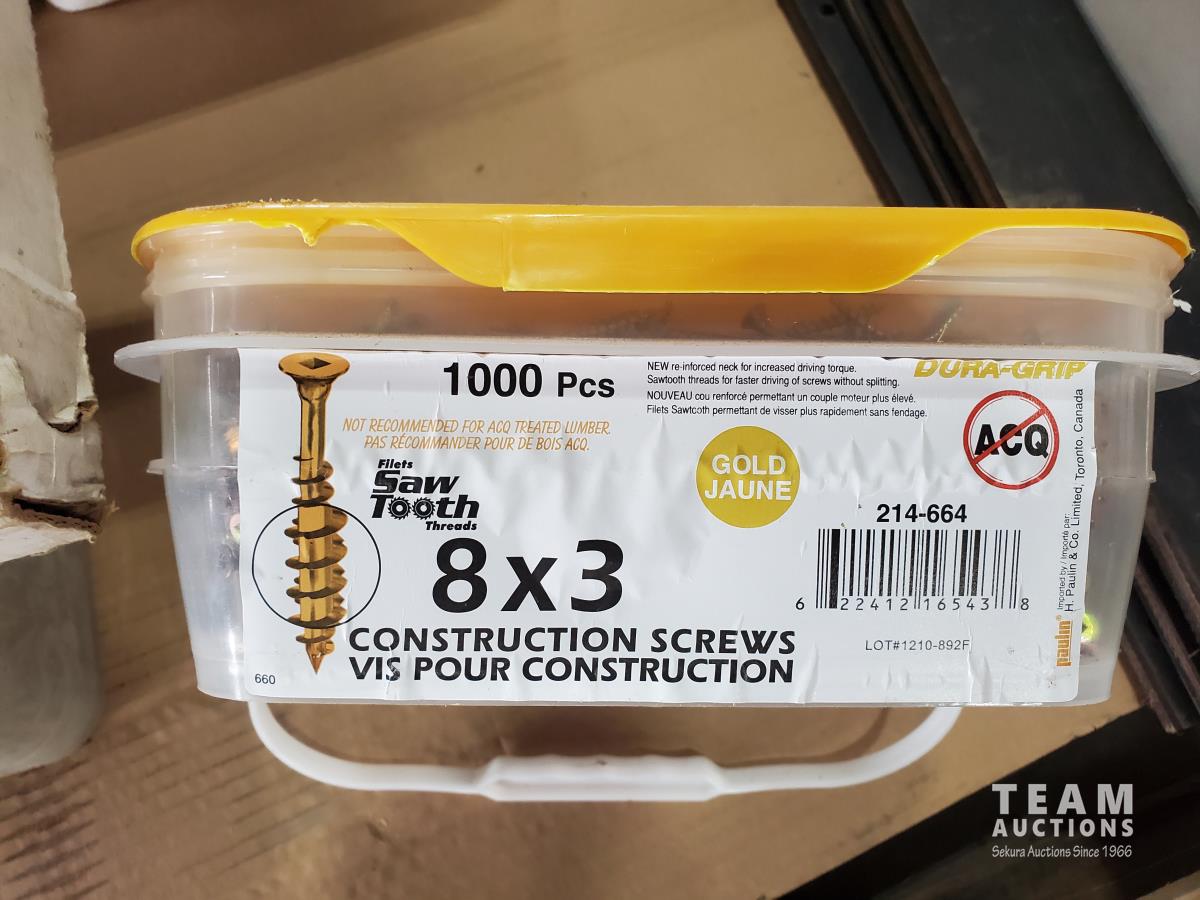 1000 Pcs
NEW re-inforced neck for increased driving torque.
Sawtooth threads for faster driving of screws without splitting.
NOUVEAU cou renforcé permettant un couple moteur plus élevé.
Filets Sawtooth permettant de visser plus rapidement sans fendage.
DURA-GRIP
NOT RECOMMENDED FOR ACQ TREATED LUMBER.
PAS RÉCOMMANDER POUR DE BOIS ACQ.
ACQ
Filets
Saw
Tooth
Threads
GOLD
JAUNE
8 x 3
214-664
6 22412 16543 8
CONSTRUCTION SCREWS
VIS POUR CONSTRUCTION
LOT#1210-892F
660
paulin®
Imported by / Importé par:
H. Paulin & Co. Limited, Toronto, Canada
TEAM
AUCTIONS
Sekura Auctions Since 1966